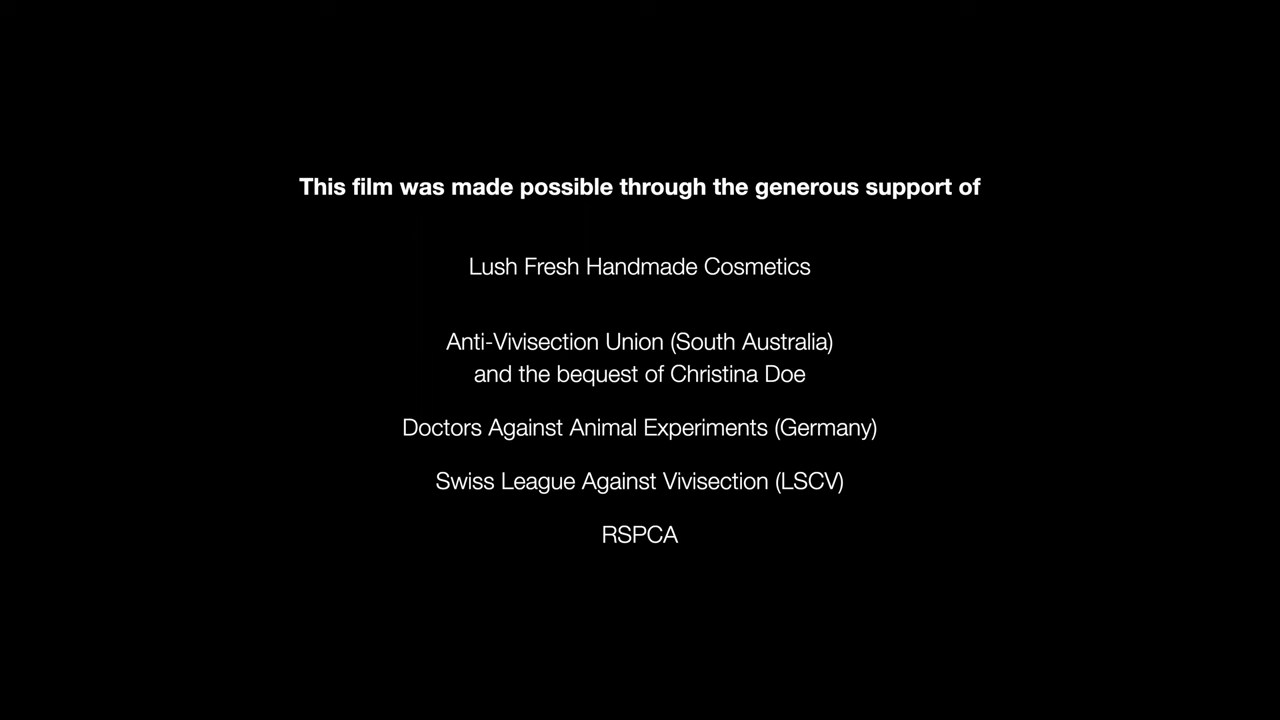 This film was made possible through the generous support of
Lush Fresh Handmade Cosmetics
Anti-Vivisection Union (South Australia)
and the bequest of Christina Doe
Doctors Against Animal Experiments (Germany)
Swiss League Against Vivisection (LSCV)
RSPCA